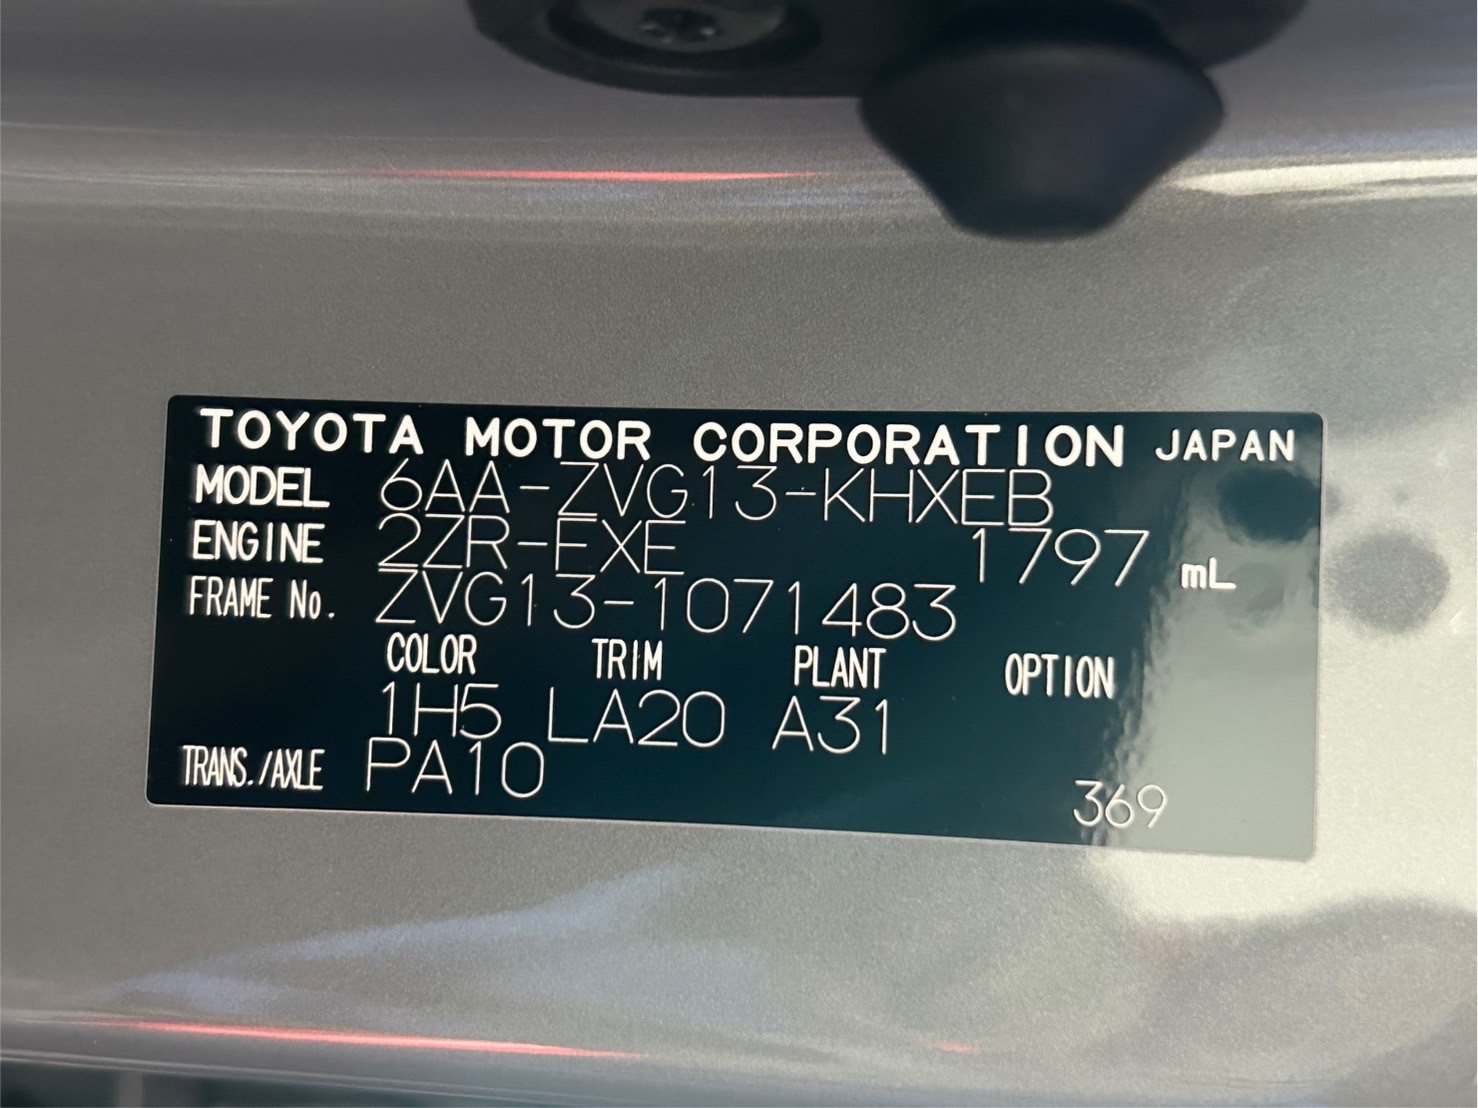 TOYOTA MOTOR CORPORATION JAPAN
MODEL 6AA-ZVG13-KHXEB
ENGINE 2ZR-FXE 1797 mL
FRAME No. ZVG13-1071483
COLOR TRIM PLANT OPTION
1H5 LA20 A31
TRANS./AXLE PA10
369